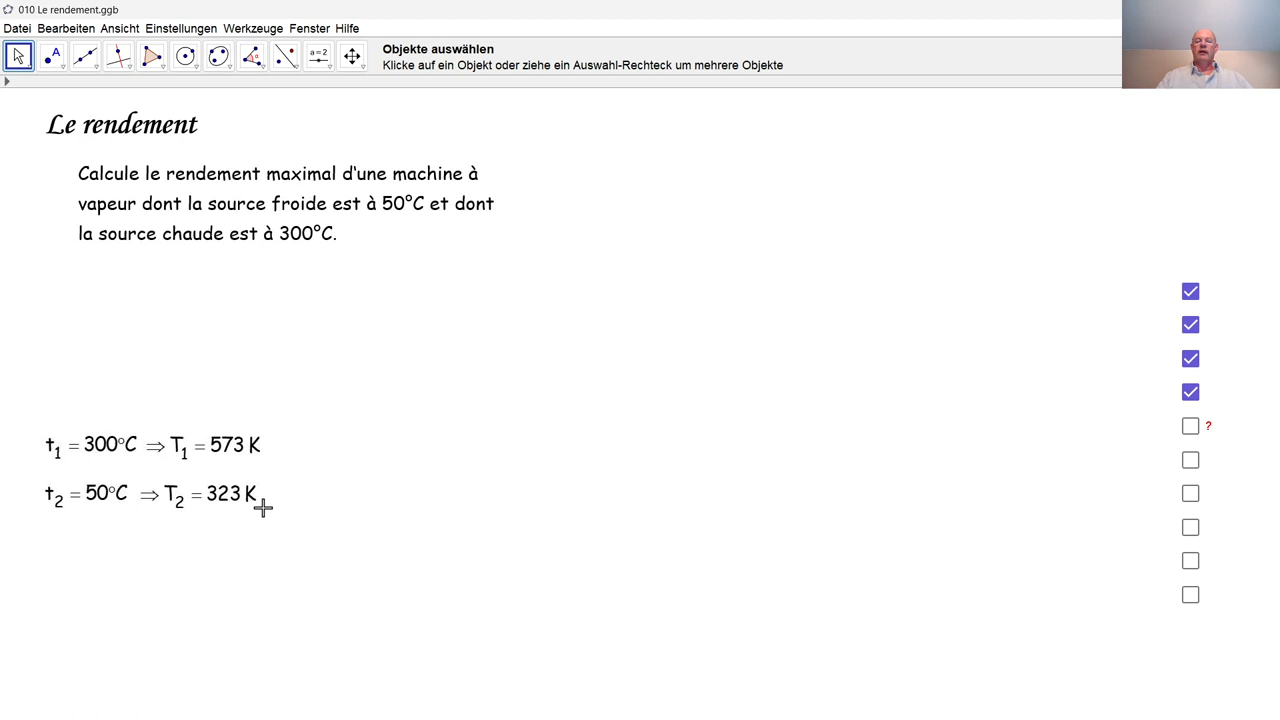 010 Le rendement.ggb
Datei Bearbeiten Ansicht Einstellungen Werkzeuge Fenster Hilfe
A
a=2
Objekte auswählen
Klicke auf ein Objekt oder ziehe ein Auswahl-Rechteck um mehrere Objekte
Le rendement
Calcule le rendement maximal d'une machine à
vapeur dont la source froide est à 50°C et dont
la source chaude est à 300°C.
?
t₁ = 300°C ⇒ T₁ = 573 K
t₂ = 50°C ⇒ T₂ = 323 K